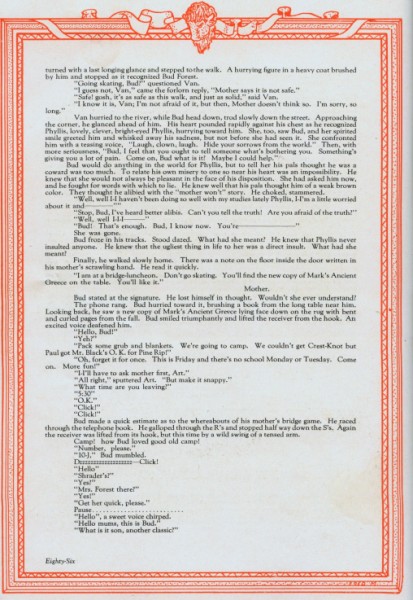 turned with a last longing glance and stepped to the walk. A hurrying figure in a heavy coat brushed
by him and stopped as it recognized Bud Forest.
"Going skating, Bud?" questioned Van.
"I guess not, Van," came the forlorn reply, "Mother says it is not safe."
"Safe! gosh, it's as safe as this walk, and just as solid," said Van.
"I know it is, Van; I'm not afraid of it, but then, Mother doesn't think so. I'm sorry, so
long."
Van hurried to the river, while Bud head down, trod slowly down the street. Approaching
the corner, he glanced ahead of him. His heart pounded rapidly against his chest as he recognized
Phyllis, lovely, clever, bright-eyed Phyllis, hurrying toward him. She, too, saw Bud, and her spirited
smile greeted him and whisked away his sadness, but not before she had seen it. She confronted
him with a teasing voice, "Laugh, clown, laugh. Hide your sorrows from the world." Then, with
more seriousness, "Bud, I feel that you ought to tell someone what's bothering you. Something's
giving you a lot of pain. Come on, Bud what is it? Maybe I could help."
Bud would do anything in the world for Phyllis, but to tell her his pals thought he was a
coward was too much. To relate his own misery to one so near his heart was an impossibility. He
knew that she would not always be pleasant in the face of his disposition. She had asked him now,
and he fought for words with which to lie. He knew well that his pals thought him of a weak brown
color. They thought he alibied with the "mother won't" story. He choked, stammered,
"Well, well I-I haven't been doing so well with my studies lately Phyllis, I-I'm a little worried
about it and————"
"Stop, Bud, I've heard better alibis. Can't you tell the truth! Are you afraid of the truth?"
"Well, well I-I———"
"Bud! That's enough. Bud, I know now. You're——————"
She was gone.
Bud froze in his tracks. Stood dazed. What had she meant? He knew that Phyllis never
insulted anyone. He knew that the ugliest thing in life to her was a direct insult. What had she
meant?
Finally, he walked slowly home. There was a note on the floor inside the door written in
his mother's scrawling hand. He read it quickly.
"I am at a bridge-luncheon. Don't go skating. You'll find the new copy of Mark's Ancient
Greece on the table. You'll like it."
Mother.
Bud stared at the signature. He lost himself in thought. Wouldn't she ever understand?
The phone rang. Bud hurried toward it, brushing a book from the long table near him.
Looking back, he saw a new copy of Mark's Ancient Greece lying face down on the rug with bent
and curled pages from the fall. Bud smiled triumphantly and lifted the receiver from the hook. An
excited voice deafened him.
"Hello, Bud!"
"Yeh?"
"Pack some grub and blankets. We're going to camp. We couldn't get Crest-Knot but
Paul got Mr. Black's O. K. for Pine Rip!"
"Oh, forget it for once. This is Friday and there's no school Monday or Tuesday. Come
on. More fun!"
"I-I'll have to ask mother first, Art."
"All right," sputtered Art. "But make it snappy."
"What time are you leaving?"
"5:30"
"O.K."
"Click!"
"Click!"
Bud made a quick estimate as to the whereabouts of his mother's bridge game. He raced
through the telephone book. He galloped through the R's and stopped half way down the S's. Again
the receiver was lifted from its hook, but this time by a wild swing of a tensed arm.
Camp! how Bud loved good old camp!
"Number, please."
"10-J," Bud mumbled.
"Hello"
"Shrader's?"
"Yes!"
"Mrs. Forest there?"
"Yes!"
"Get her quick, please."
Pause
"Hello", a sweet voice chirped.
"Hello mums, this is Bud."
"What is it son, another classic?"
Eighty-Six